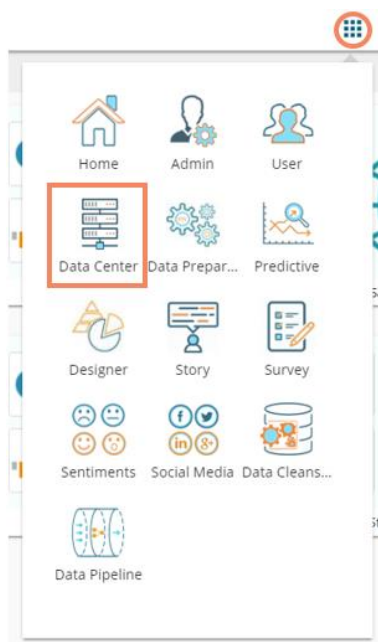 Home Admin User
Data Center Data Prepar... Predictive
Designer Story Survey
Sentiments Social Media Data Cleans...
Data Pipeline